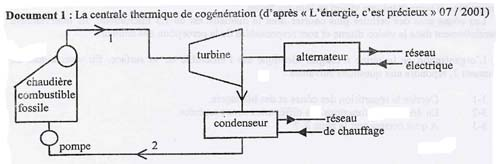 Document 1 : La centrale thermique de cogénération (d'après « L'énergie, c'est précieux » 07 / 2001)
1
turbine
alternateur
réseau
électrique
chaudière
combustible
fossile
condenseur
réseau
de chauffage
pompe
2